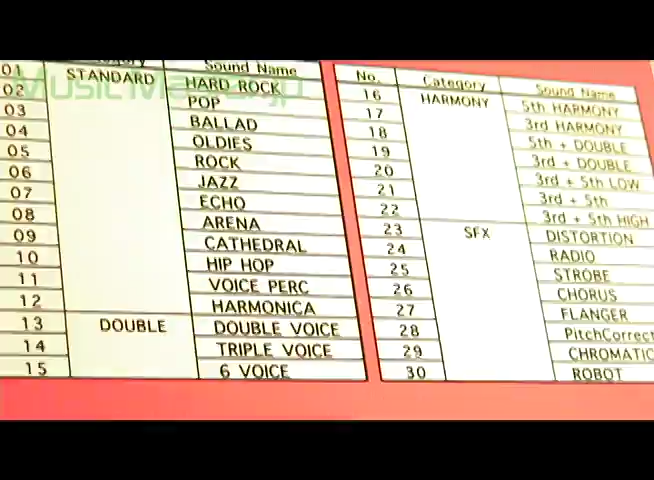 Sound Name
01 STANDARD HARD ROCK
02 POP
03 BALLAD
04 OLDIES
05 ROCK
06 JAZZ
07 ECHO
08 ARENA
09 CATHEDRAL
10 HIP HOP
11 VOICE PERC
12 HARMONICA
13 DOUBLE DOUBLE VOICE
14 TRIPLE VOICE
15 6 VOICE
No. Category Sound Name
16 HARMONY 5th HARMONY
17 3rd HARMONY
18 5th + DOUBLE
19 3rd + DOUBLE
20 3rd + 5th LOW
21 3rd + 5th
22 3rd + 5th HIGH
23 SFX DISTORTION
24 RADIO
25 STROBE
26 CHORUS
27 FLANGER
28 PitchCorrect
29 CHROMATIC
30 ROBOT